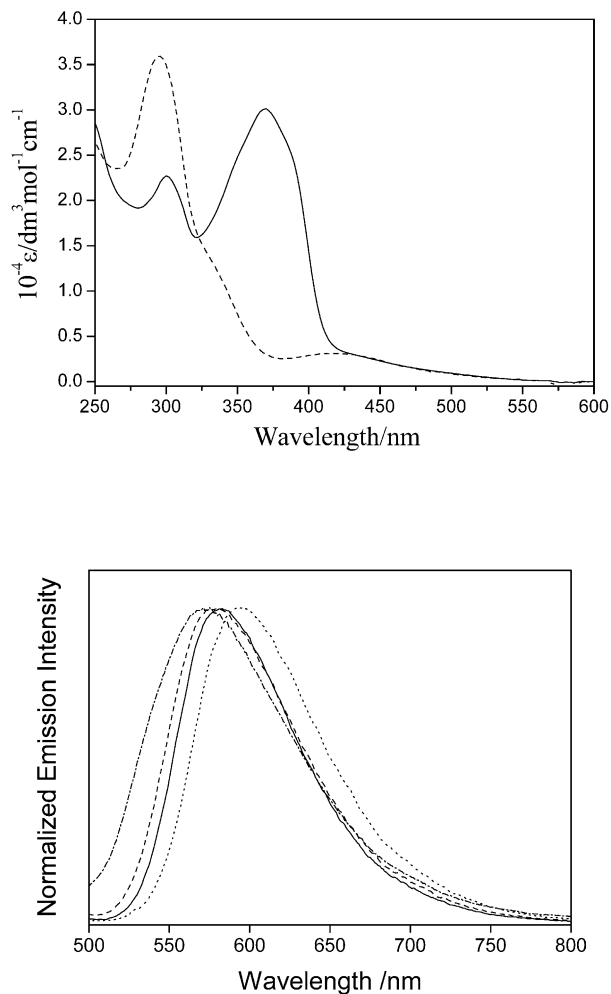 4.0
3.5
3.0
2.5
2.0
1.5
1.0
0.5
0.0
10⁻⁴ε/dm³mol⁻¹cm⁻¹
250 300 350 400 450 500 550 600
Wavelength/nm
Normalized Emission Intensity
500 550 600 650 700 750 800
Wavelength /nm